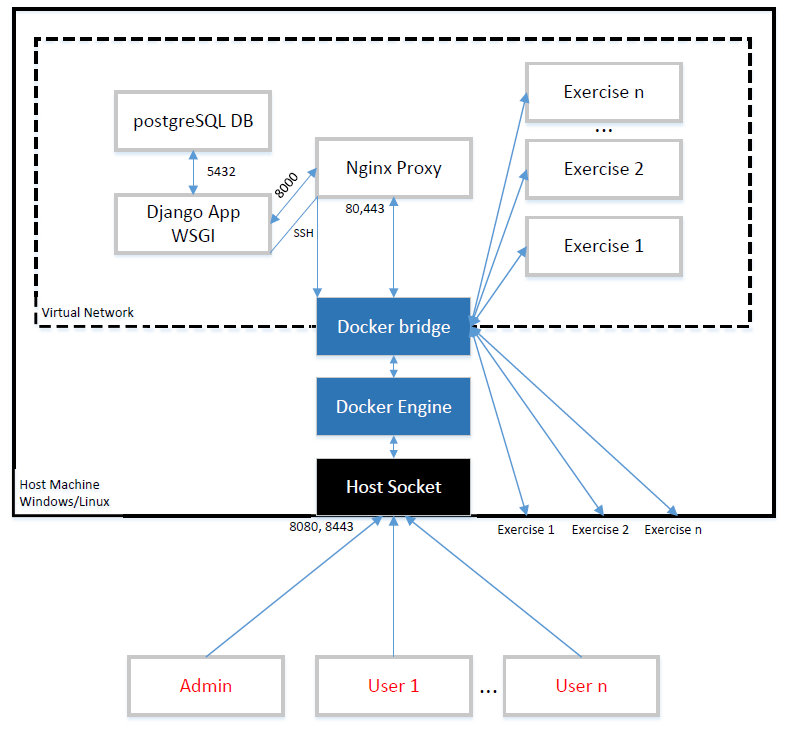 Exercise n
...
postgreSQL DB
5432
Nginx Proxy
Exercise 2
8000
Django App
WSGI
80,443
SSH
Exercise 1
Virtual Network
Docker bridge
Docker Engine
Host Machine
Windows/Linux
Host Socket
8080, 8443
Exercise 1
Exercise 2
Exercise n
Admin
User 1
...
User n